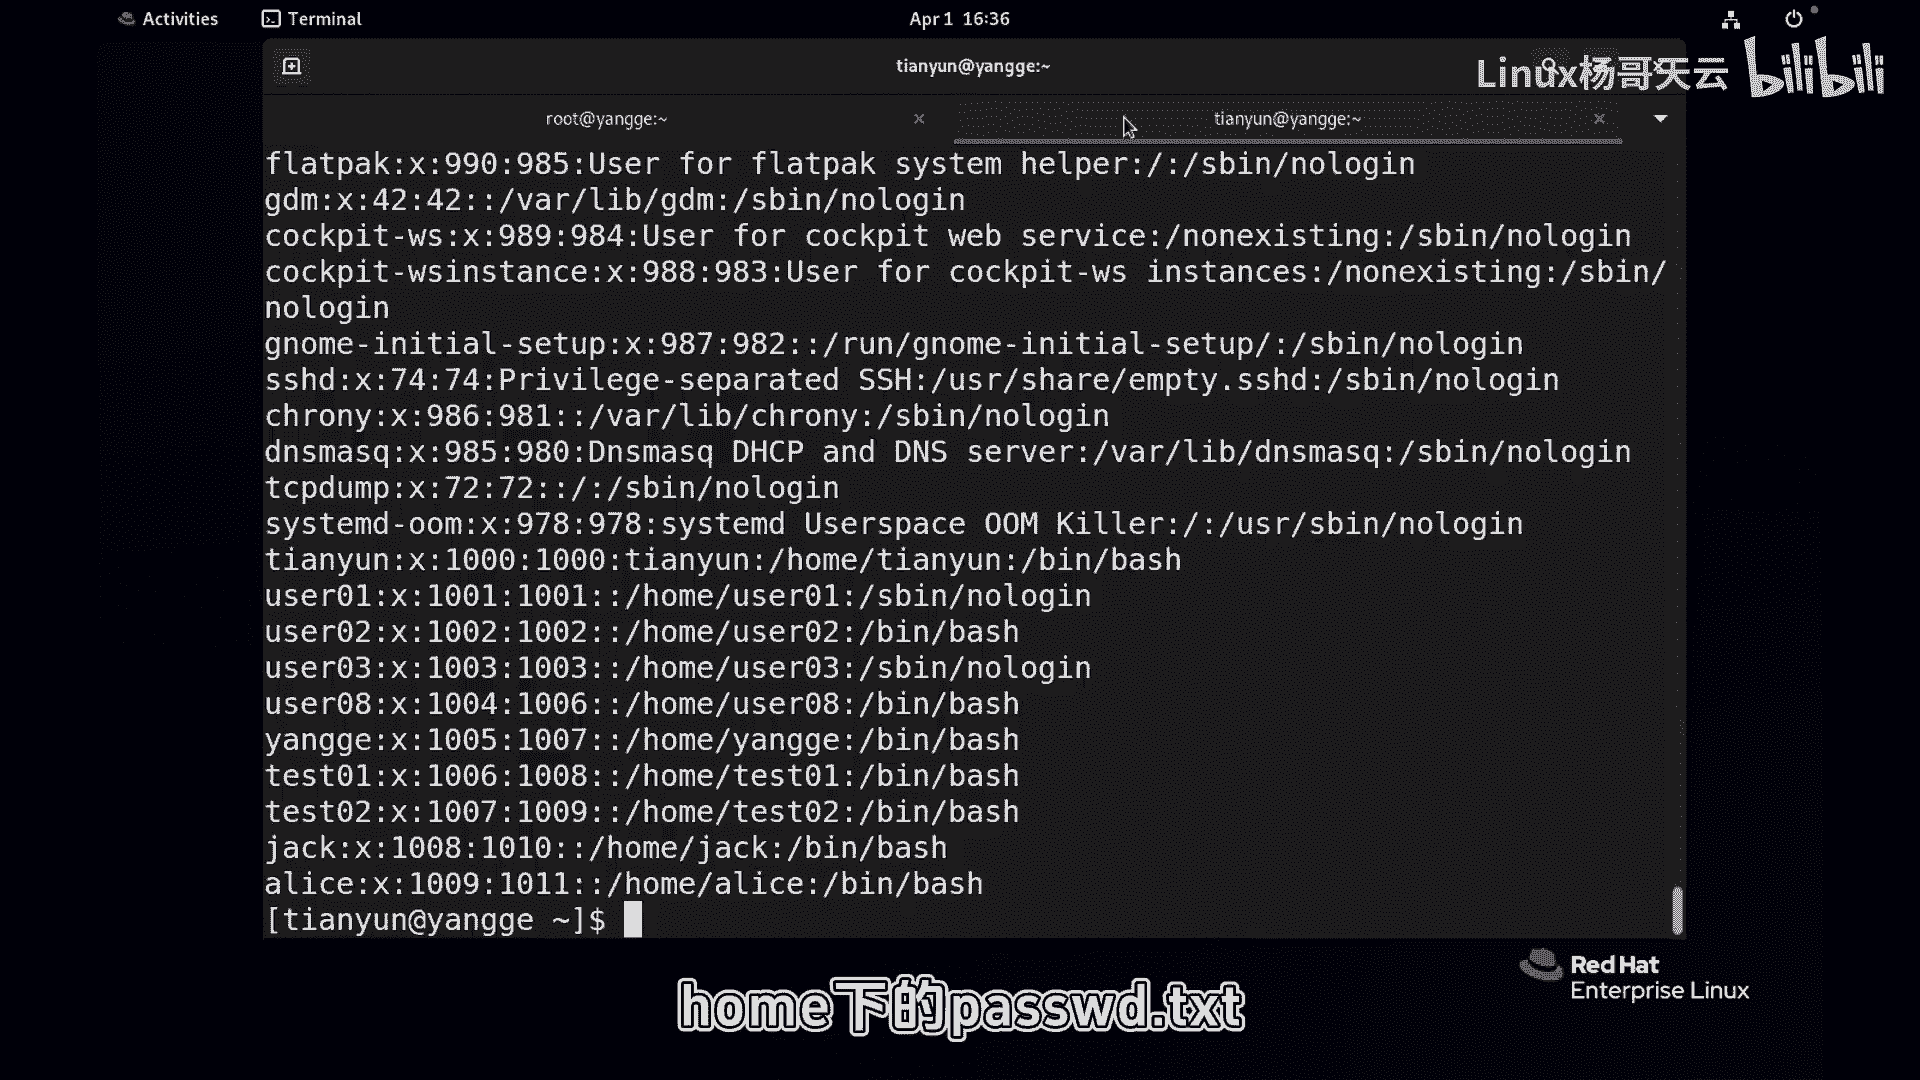 Activities
Terminal
Apr 1 16:36
tianyun@yangge:~
Linux杨哥天云 bilibili
root@yangge:~
tianyun@yangge:~
flatpak:x:990:985:User for flatpak system helper:/:/sbin/nologin
gdm:x:42:42::/var/lib/gdm:/sbin/nologin
cockpit-ws:x:989:984:User for cockpit web service:/nonexisting:/sbin/nologin
cockpit-wsinstance:x:988:983:User for cockpit-ws instances:/nonexisting:/sbin/
nologin
gnome-initial-setup:x:987:982::/run/gnome-initial-setup/:/sbin/nologin
sshd:x:74:74:Privilege-separated SSH:/usr/share/empty.sshd:/sbin/nologin
chrony:x:986:981::/var/lib/chrony:/sbin/nologin
dnsmasq:x:985:980:Dnsmasq DHCP and DNS server:/var/lib/dnsmasq:/sbin/nologin
tcpdump:x:72:72::/:/sbin/nologin
systemd-oom:x:978:978:systemd Userspace OOM Killer:/:/usr/sbin/nologin
tianyun:x:1000:1000:tianyun:/home/tianyun:/bin/bash
user01:x:1001:1001::/home/user01:/sbin/nologin
user02:x:1002:1002::/home/user02:/bin/bash
user03:x:1003:1003::/home/user03:/sbin/nologin
user08:x:1004:1006::/home/user08:/bin/bash
yangge:x:1005:1007::/home/yangge:/bin/bash
test01:x:1006:1008::/home/test01:/bin/bash
test02:x:1007:1009::/home/test02:/bin/bash
jack:x:1008:1010::/home/jack:/bin/bash
alice:x:1009:1011::/home/alice:/bin/bash
[tianyun@yangge ~]$
Red Hat
Enterprise Linux
home下的passwd.txt